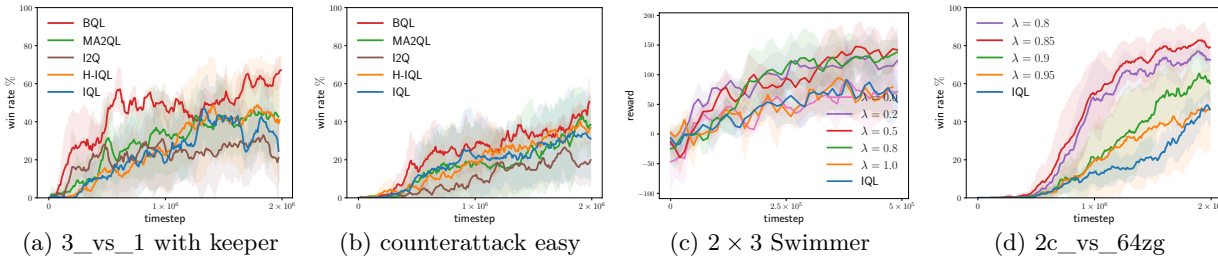 100
80
60
40
20
0
win rate %
BQL
MA2QL
I2Q
H-IQL
IQL
0
1 × 10⁶
2 × 10⁶
timestep
(a) 3_vs_1 with keeper
100
80
60
40
20
0
win rate %
BQL
MA2QL
I2Q
H-IQL
IQL
0
1 × 10⁶
2 × 10⁶
timestep
(b) counterattack easy
200
150
100
50
0
−50
−100
reward
λ = 0.2
λ = 0.5
λ = 0.8
λ = 1.0
IQL
0
2.5 × 10⁵
5 × 10⁵
timestep
(c) 2 × 3 Swimmer
100
80
60
40
20
0
win rate %
λ = 0.8
λ = 0.85
λ = 0.9
λ = 0.95
IQL
0
1 × 10⁶
2 × 10⁶
timestep
(d) 2c_vs_64zg